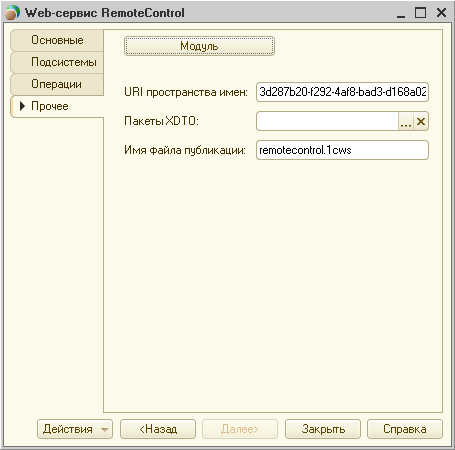 Web-сервис RemoteControl
Основные
Подсистемы
Операции
Прочее
Модуль
URI пространства имен: 3d287b20-f292-4af8-bad3-d168a02
Пакеты XDTO: ...
Имя файла публикации: remotecontrol.1cws
Действия <Назад Далее> Закрыть Справка